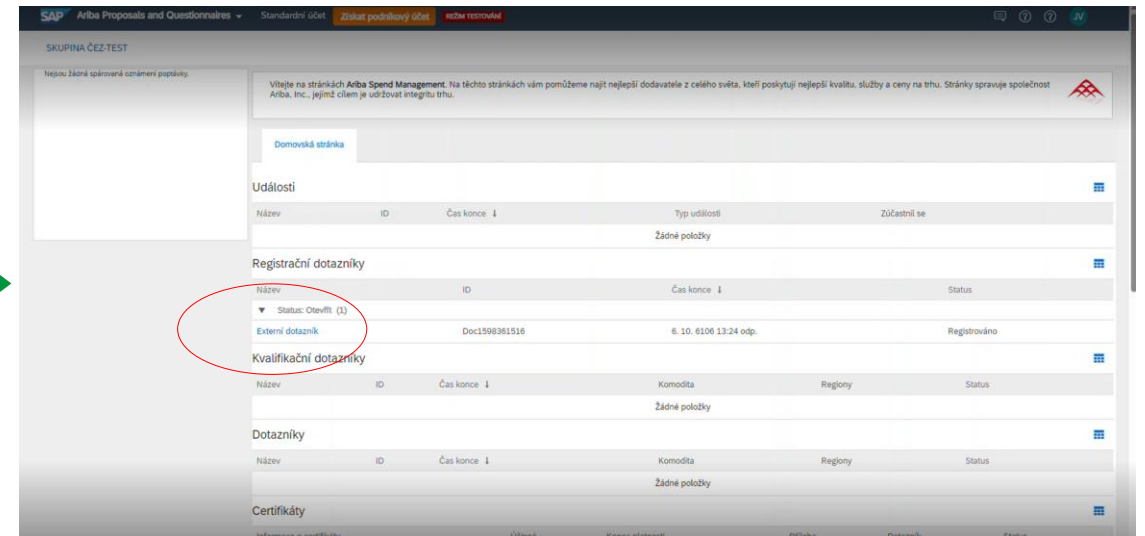 SAP Ariba Proposals and Questionnaires Standardní účet Získat podnikový účet REŽIM TESTOVÁNÍ JV
SKUPINA ČEZ-TEST
Nejsou žádná spárovaná oznámení poptávky.
Vítejte na stránkách Ariba Spend Management. Na těchto stránkách vám pomůžeme najít nejlepší dodavatele z celého světa, kteří poskytují nejlepší kvalitu, služby a ceny na trhu. Stránky spravuje společnost
Ariba, Inc., jejímž cílem je udržovat integritu trhu.
Domovská stránka
Události
Název ID Čas konce ↓ Typ události Zúčastnil se
Žádné položky
Registrační dotazníky
Název ID Čas konce ↓ Status
▼ Status: Otevřít (1)
Externí dotazník Doc1598361516 6. 10. 6106 13:24 odp. Registrováno
Kvalifikační dotazníky
Název ID Čas konce ↓ Komodita Regiony Status
Žádné položky
Dotazníky
Název ID Čas konce ↓ Komodita Regiony Status
Žádné položky
Certifikáty